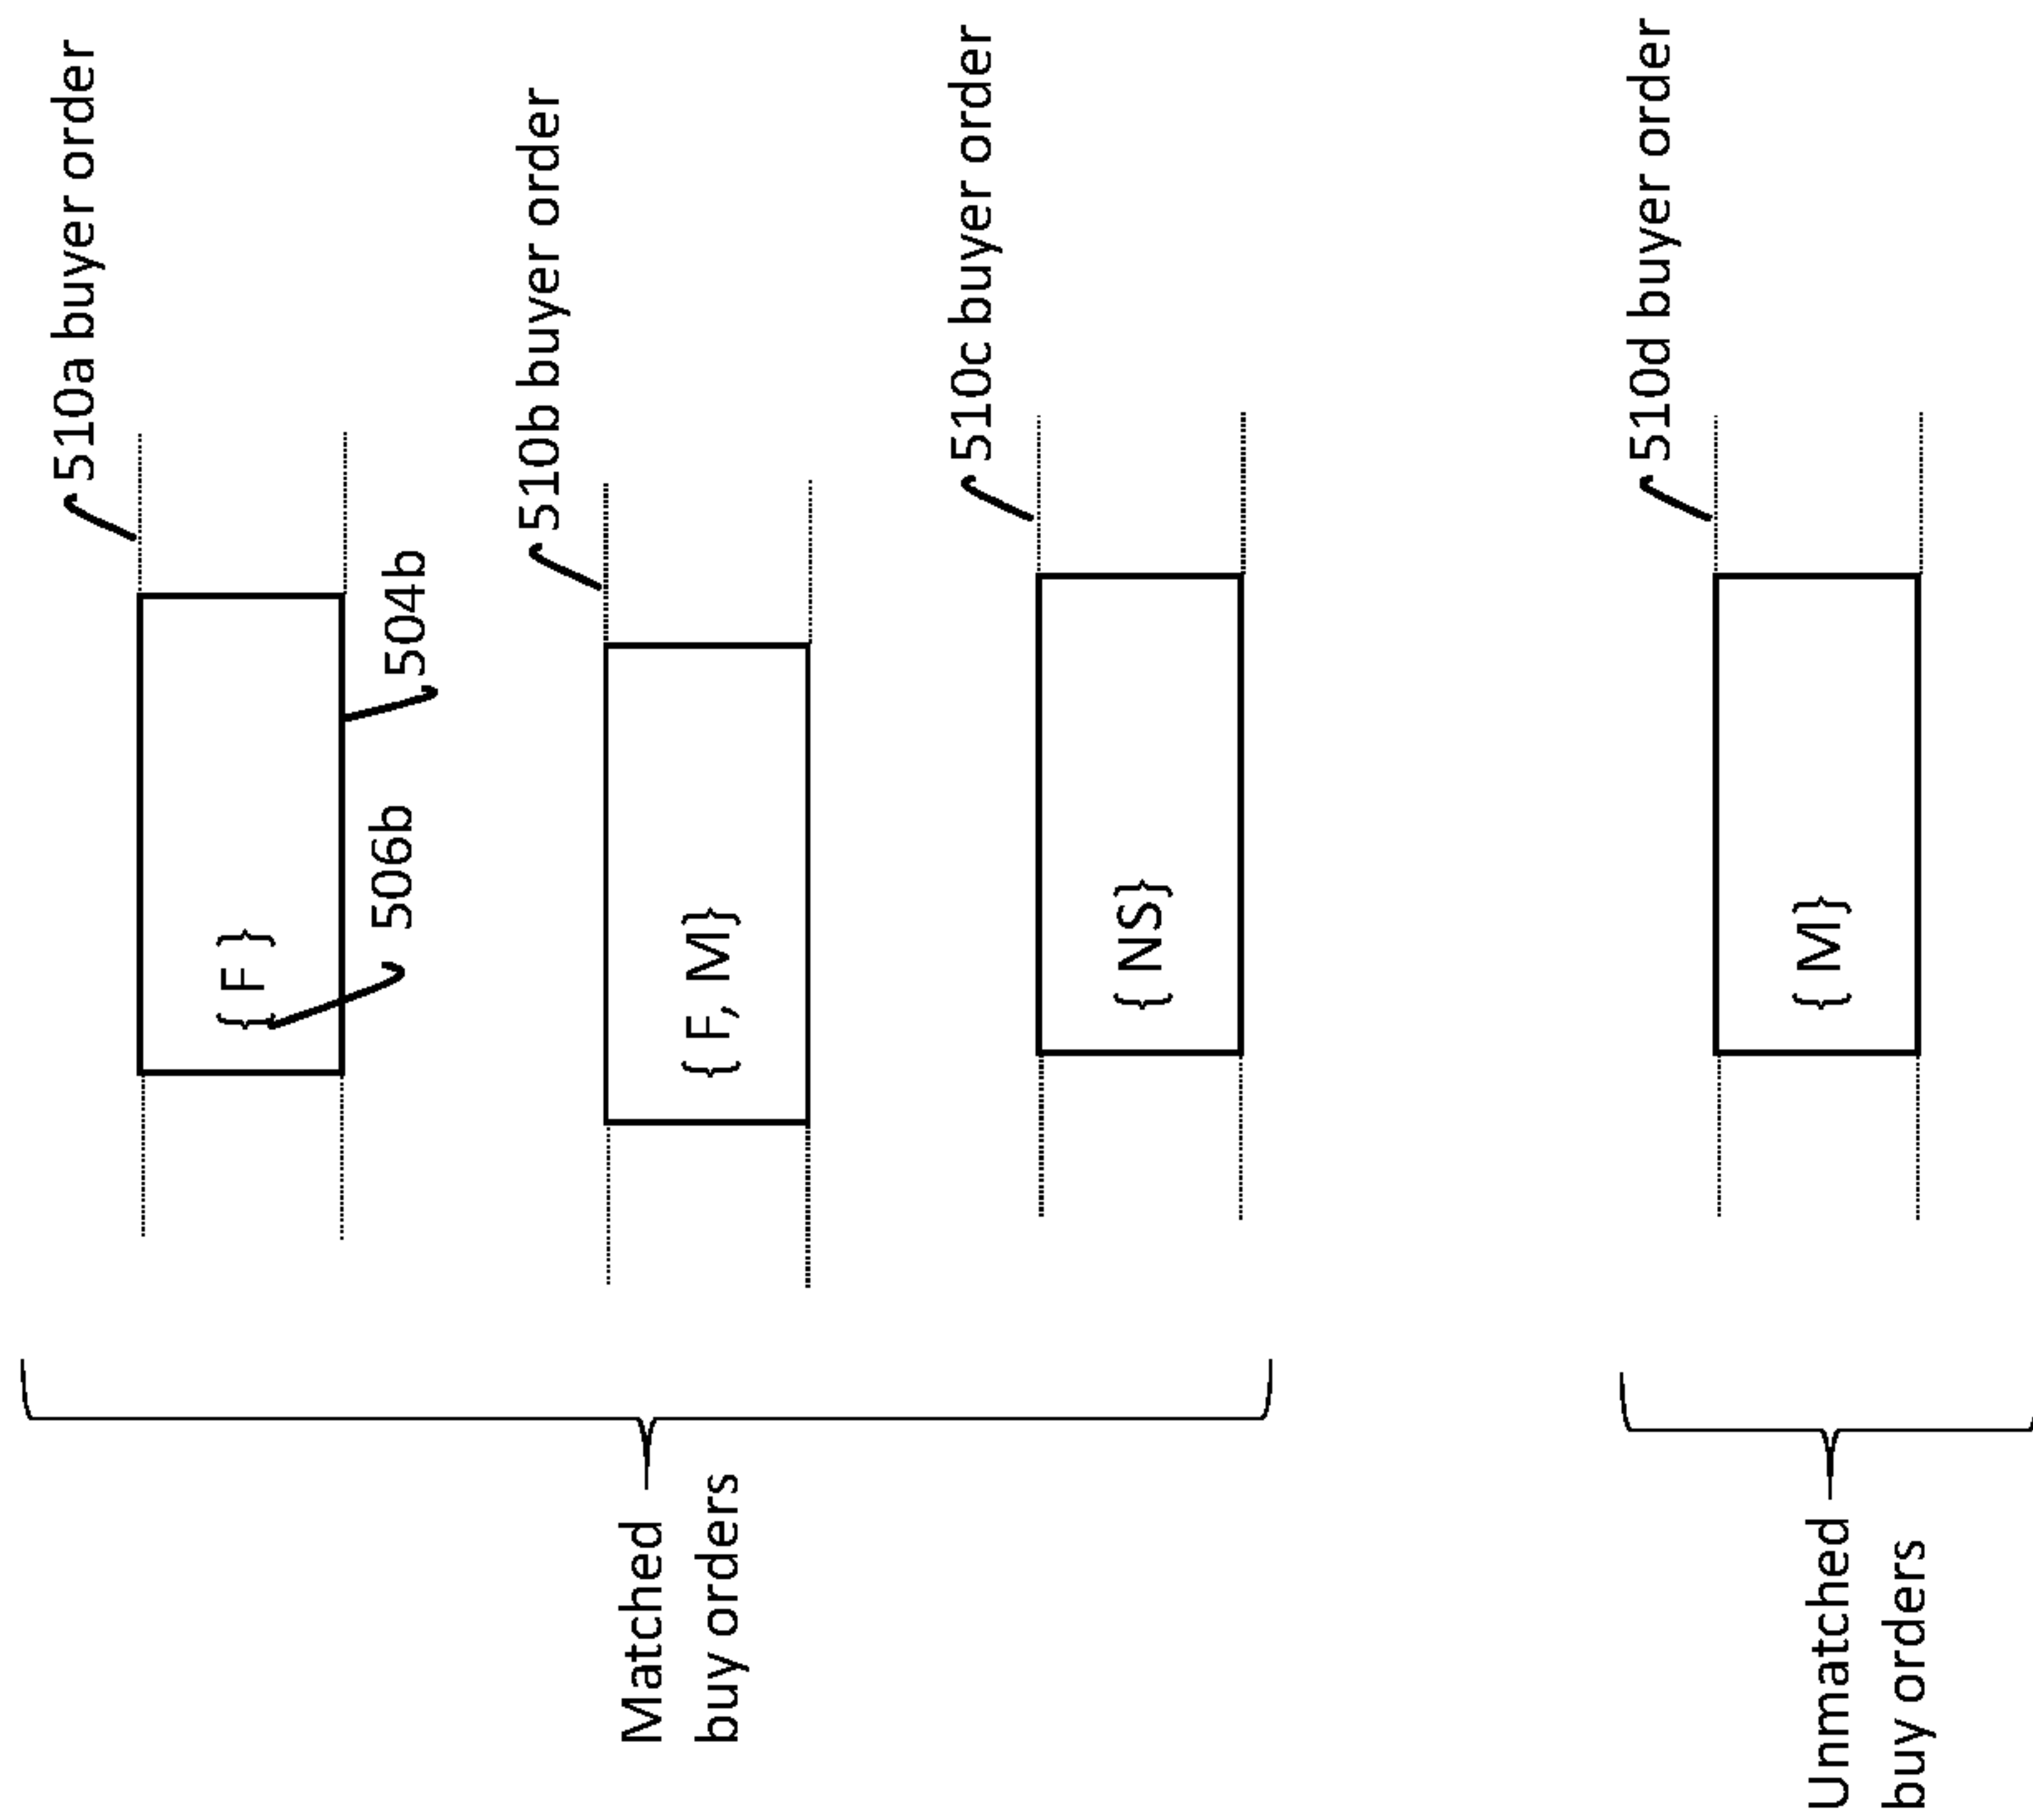 510a buyer order
{ F }
504b
506b
510b buyer order
{ F, M}
510c buyer order
{ NS}
Matched
buy orders
510d buyer order
{ M}
Unmatched
buy orders